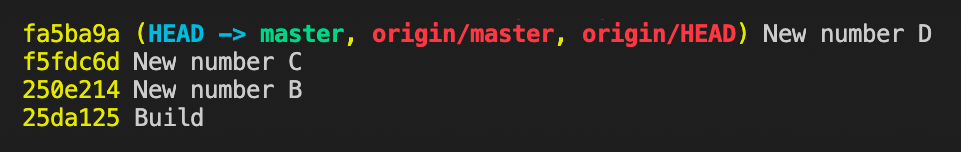 fa5ba9a (HEAD -> master, origin/master, origin/HEAD) New number D
f5fdc6d New number C
250e214 New number B
25da125 Build